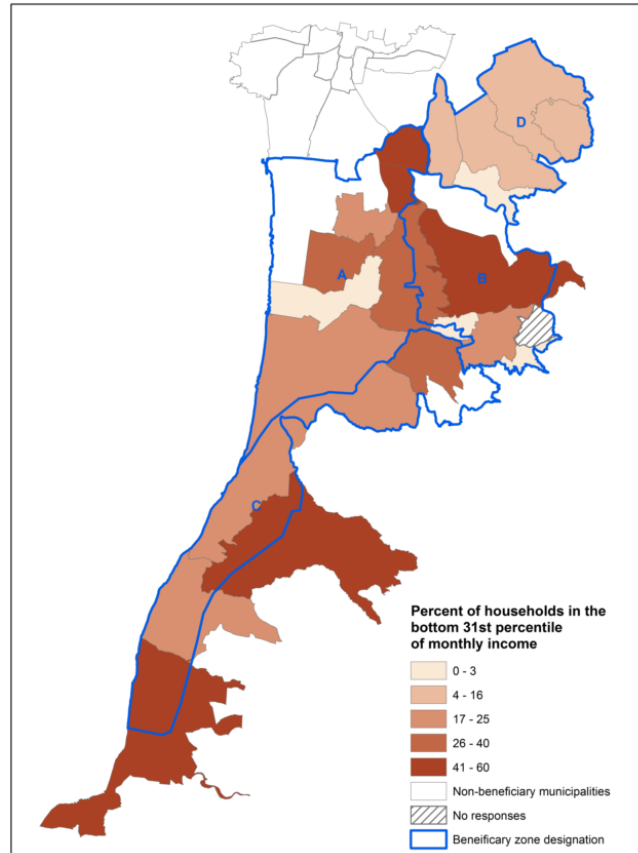 D
A
B
C
Percent of households in the
bottom 31st percentile
of monthly income
0 - 3
4 - 16
17 - 25
26 - 40
41 - 60
Non-beneficiary municipalities
No responses
Beneificary zone designation